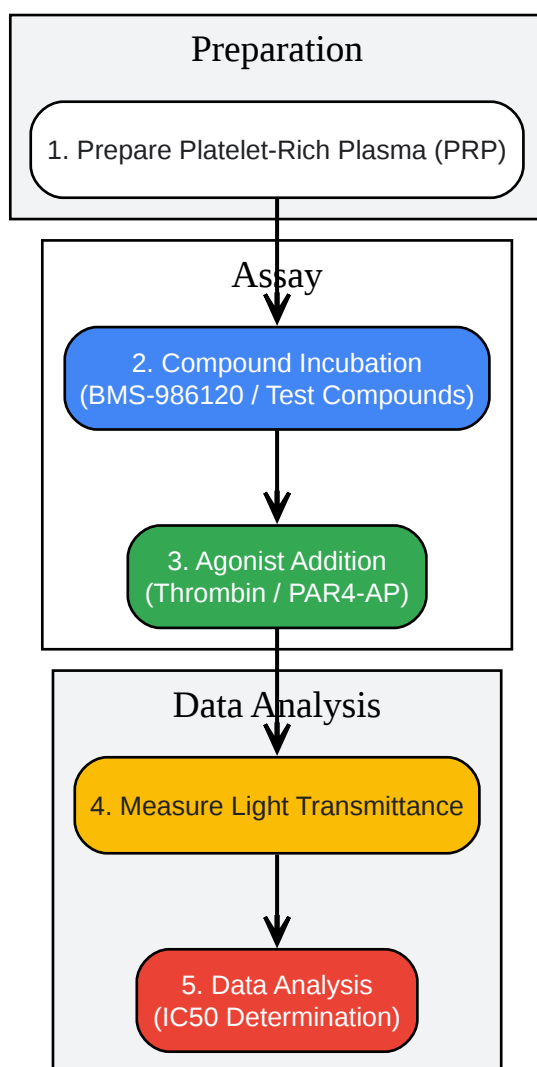 Preparation
1. Prepare Platelet-Rich Plasma (PRP)
Assay
2. Compound Incubation
(BMS-986120 / Test Compounds)
3. Agonist Addition
(Thrombin / PAR4-AP)
Data Analysis
4. Measure Light Transmittance
5. Data Analysis
(IC50 Determination)